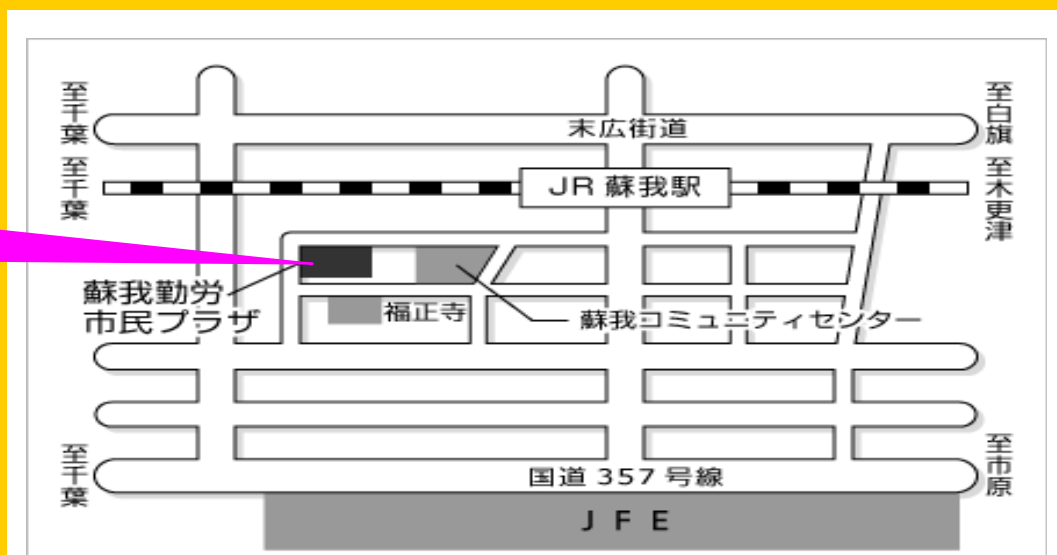 至千葉
末広街道
至白旗
至千葉
JR 蘇我駅
至木更津
蘇我勤労
市民プラザ
福正寺
蘇我コミュニティセンター
至千葉
国道 357 号線
至市原
JFE